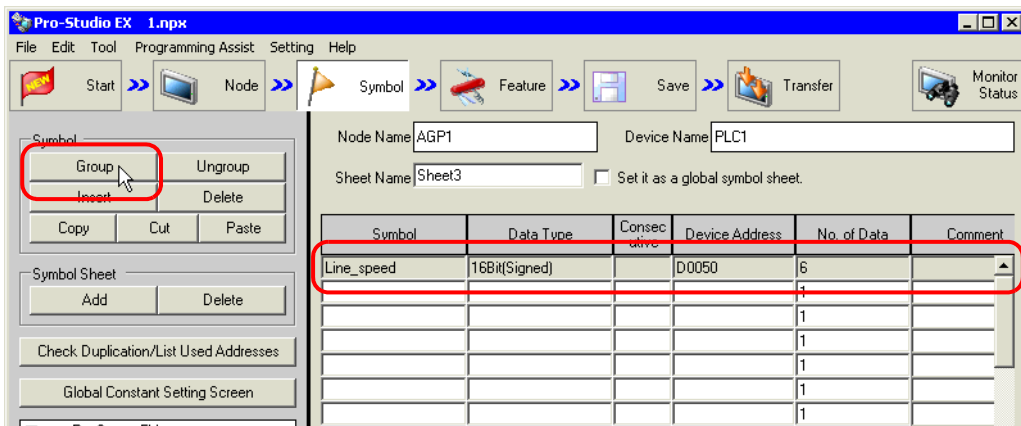 Pro-Studio EX 1.npx
File Edit Tool Programming Assist Setting Help
NEW Start Node Symbol Feature Save Transfer Monitor Status
Symbol
Group Ungroup
Insert Delete
Copy Cut Paste
Symbol Sheet
Add Delete
Check Duplication/List Used Addresses
Global Constant Setting Screen
Node Name AGP1 Device Name PLC1
Sheet Name Sheet3 Set it as a global symbol sheet.
Symbol Data Type Consecutive Device Address No. of Data Comment
Line_speed 16Bit(Signed) D0050 6
1
1
1
1
1
1